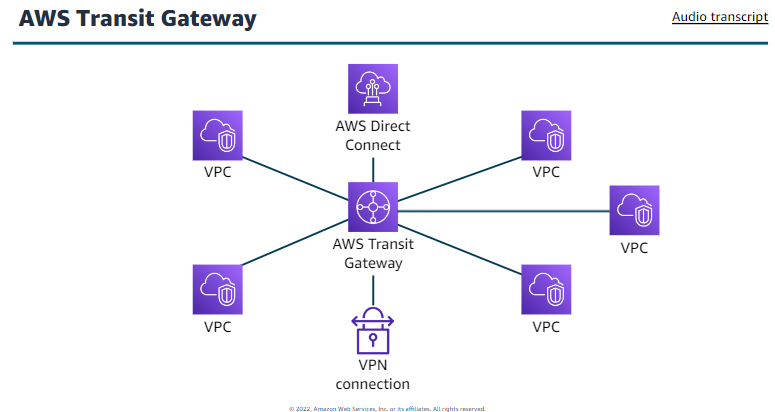 AWS Transit Gateway
Audio transcript
AWS Direct
Connect
VPC
VPC
AWS Transit
Gateway
VPC
VPC
VPC
VPN
connection
© 2022, Amazon Web Services, Inc. or its affiliates. All rights reserved.